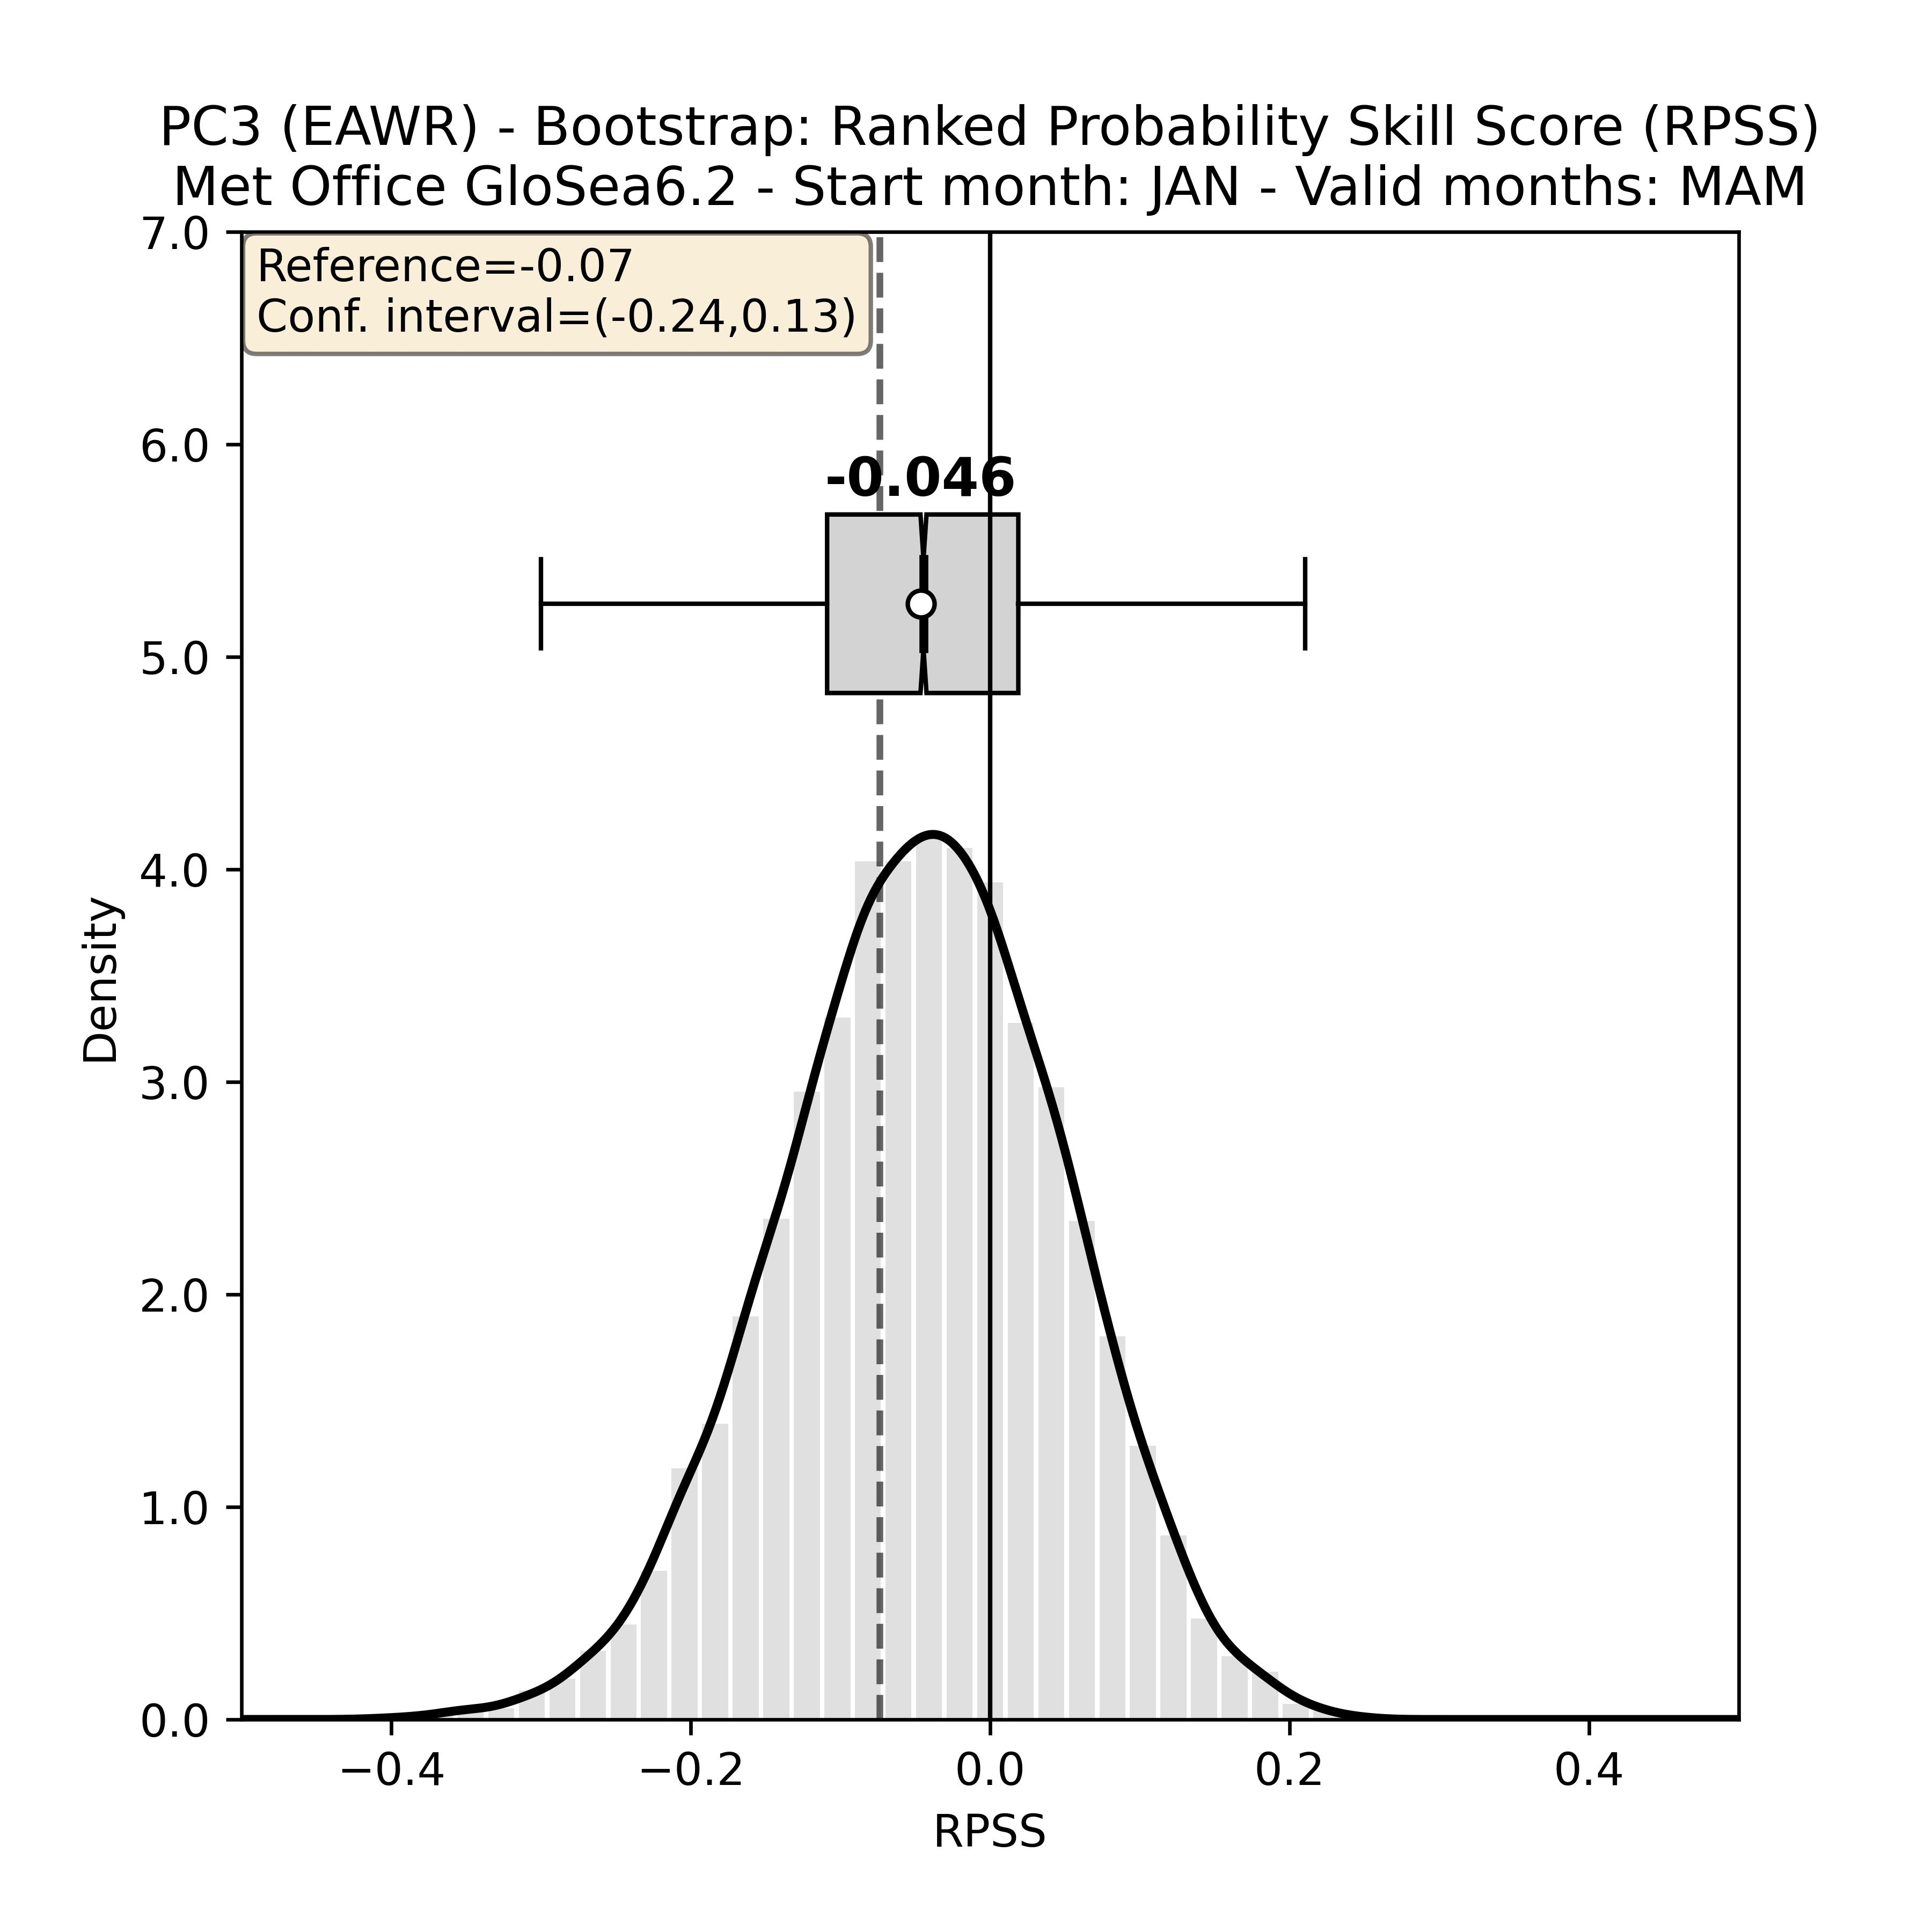 PC3 (EAWR) - Bootstrap: Ranked Probability Skill Score (RPSS)
Met Office GloSea6.2 - Start month: JAN - Valid months: MAM
7.0
Reference=-0.07
Conf. interval=(-0.24,0.13)
6.0
-0.046
5.0
4.0
Density
3.0
2.0
1.0
0.0
−0.4 −0.2 0.0 0.2 0.4
RPSS